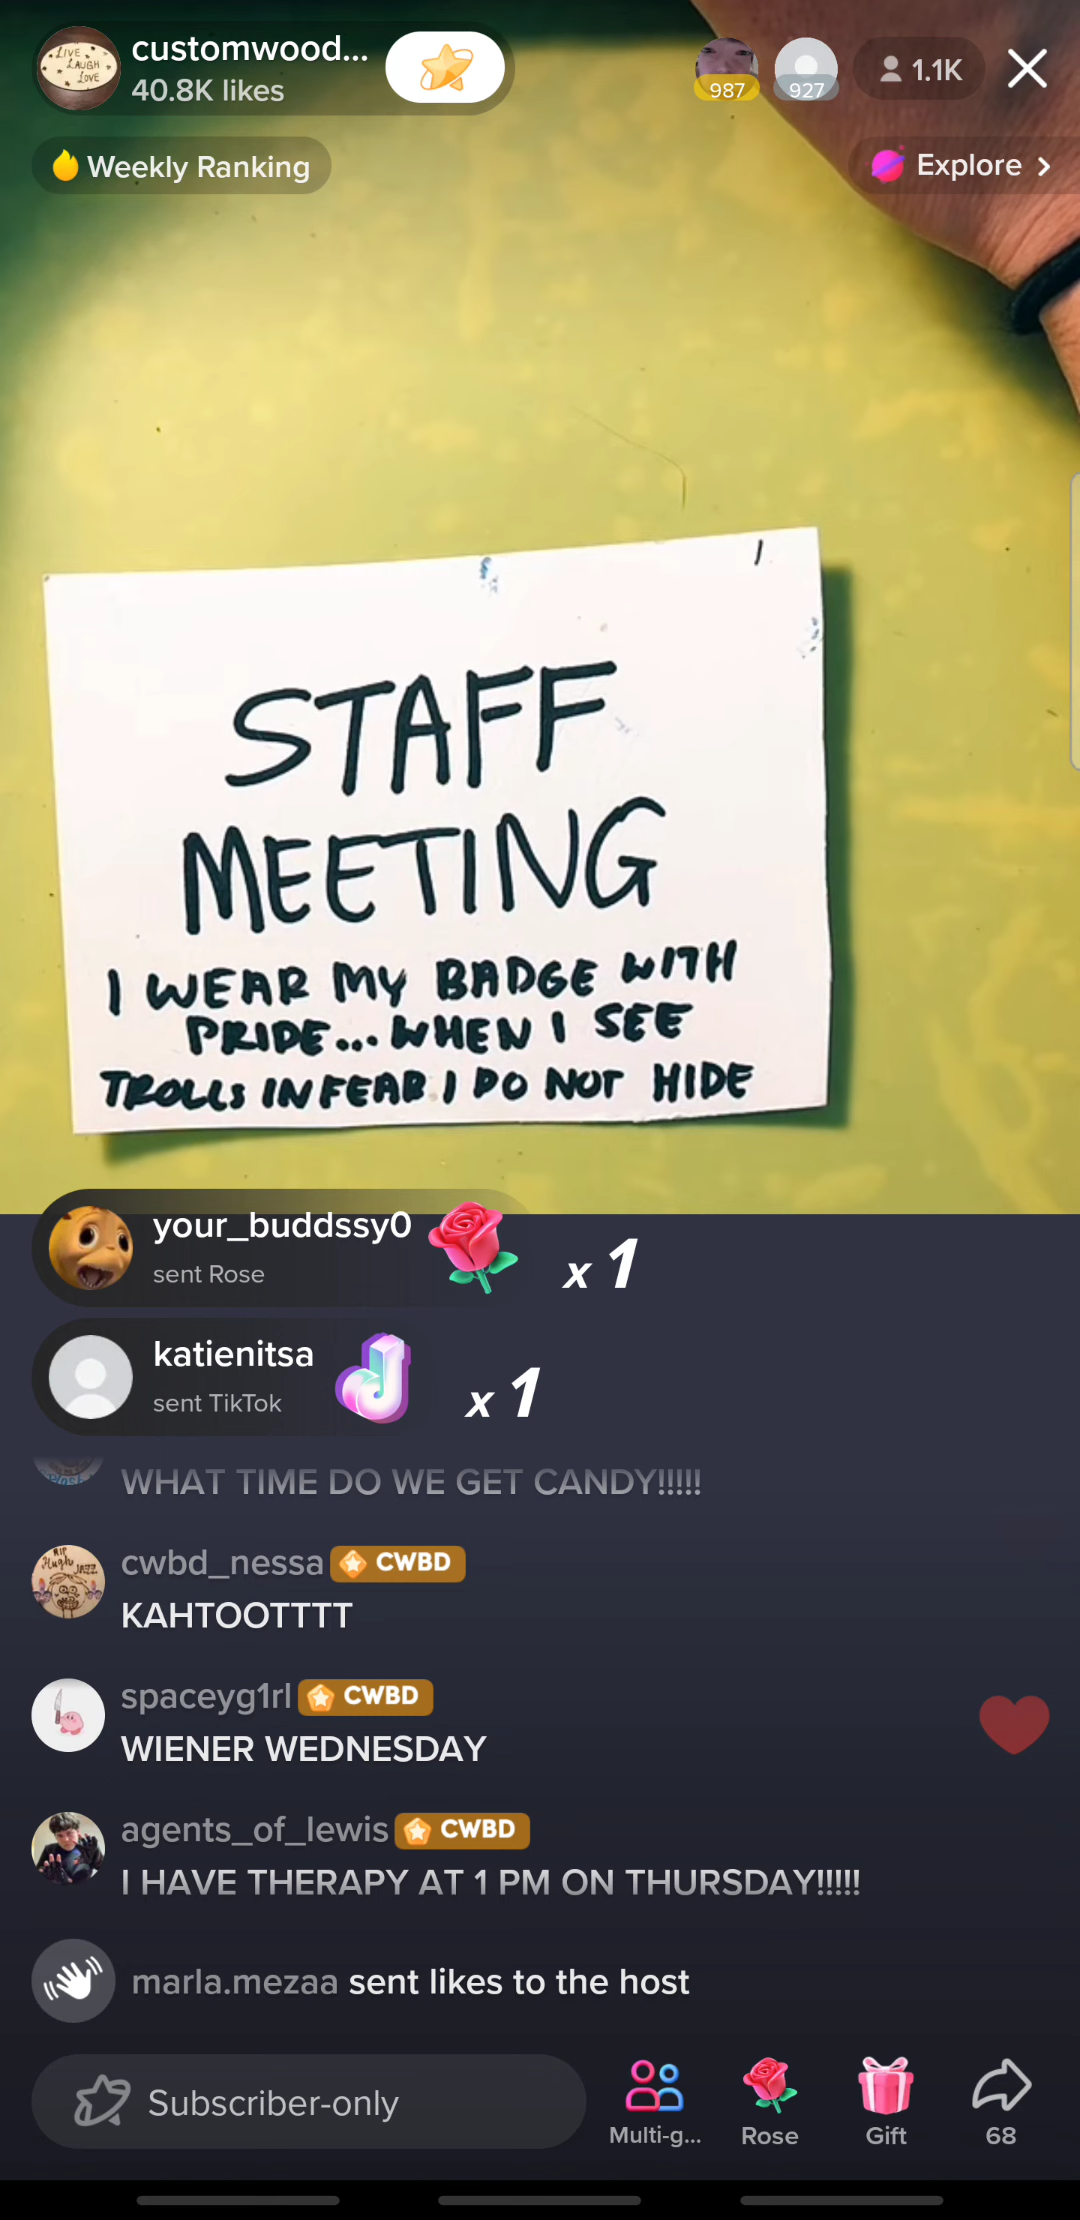 customwood...
40.8K likes
987
927
1.1K
Weekly Ranking
Explore
STAFF
MEETING
I WEAR MY BADGE WITH
PRIDE... WHEN I SEE
TROLLS IN FEAR I DO NOT HIDE
your_buddssy0
sent Rose
x 1
katienitsa
sent TikTok
x 1
WHAT TIME DO WE GET CANDY!!!!!
cwbd_nessa CWBD
KAHTOOTTTT
spaceyg1rl CWBD
WIENER WEDNESDAY
agents_of_lewis CWBD
I HAVE THERAPY AT 1 PM ON THURSDAY!!!!!
marla.mezaa sent likes to the host
Subscriber-only
Multi-g...
Rose
Gift
68